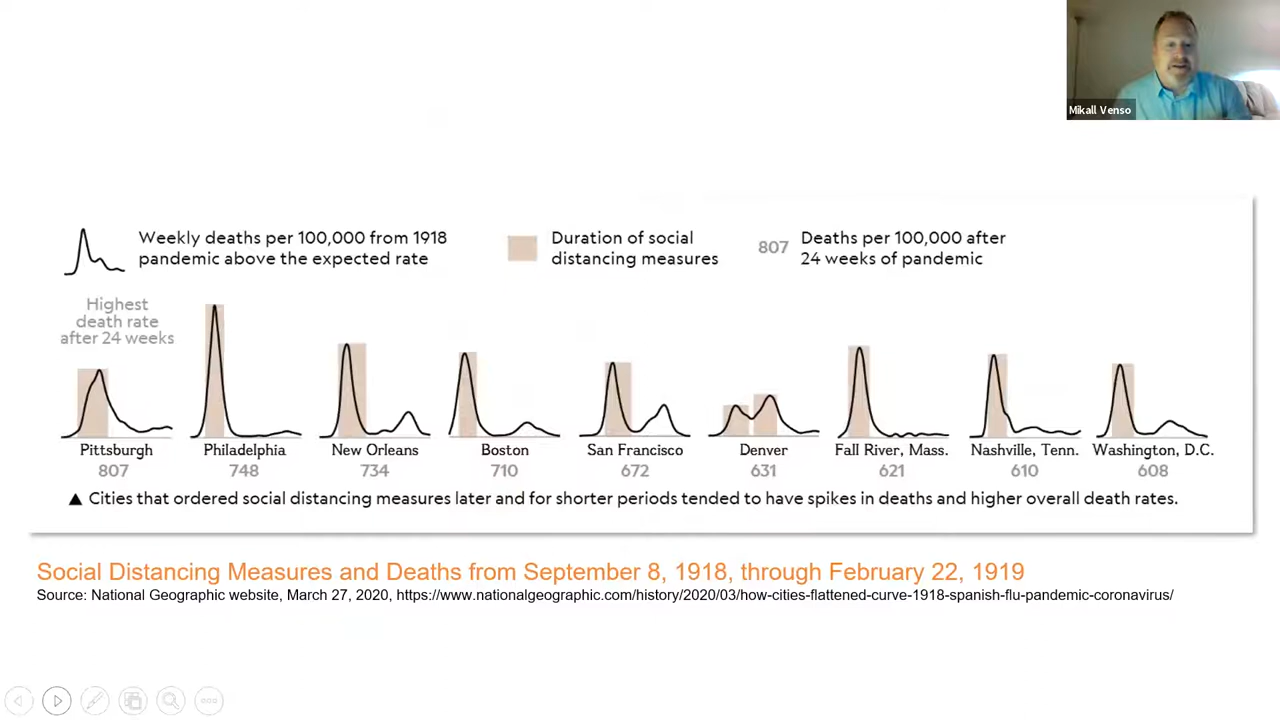 Mikall Venso
Weekly deaths per 100,000 from 1918
pandemic above the expected rate
Duration of social
distancing measures
807
Deaths per 100,000 after
24 weeks of pandemic
Highest
death rate
after 24 weeks
Pittsburgh
807
Philadelphia
748
New Orleans
734
Boston
710
San Francisco
672
Denver
631
Fall River, Mass.
621
Nashville, Tenn.
610
Washington, D.C.
608
▲ Cities that ordered social distancing measures later and for shorter periods tended to have spikes in deaths and higher overall death rates.
Social Distancing Measures and Deaths from September 8, 1918, through February 22, 1919
Source: National Geographic website, March 27, 2020, https://www.nationalgeographic.com/history/2020/03/how-cities-flattened-curve-1918-spanish-flu-pandemic-coronavirus/